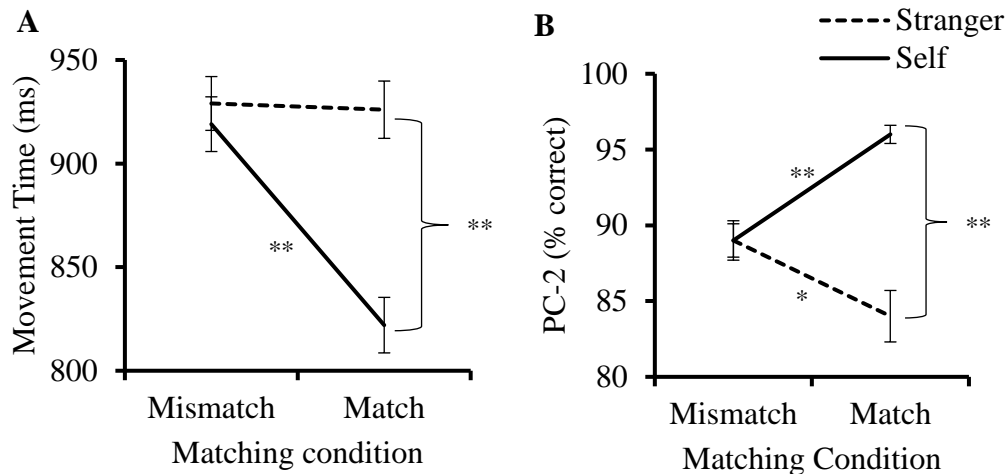 A
Movement Time (ms)
950
900
850
800
**
**
Mismatch Match
Matching condition
B
Stranger
Self
PC-2 (% correct)
100
95
90
85
80
**
*
**
Mismatch Match
Matching Condition